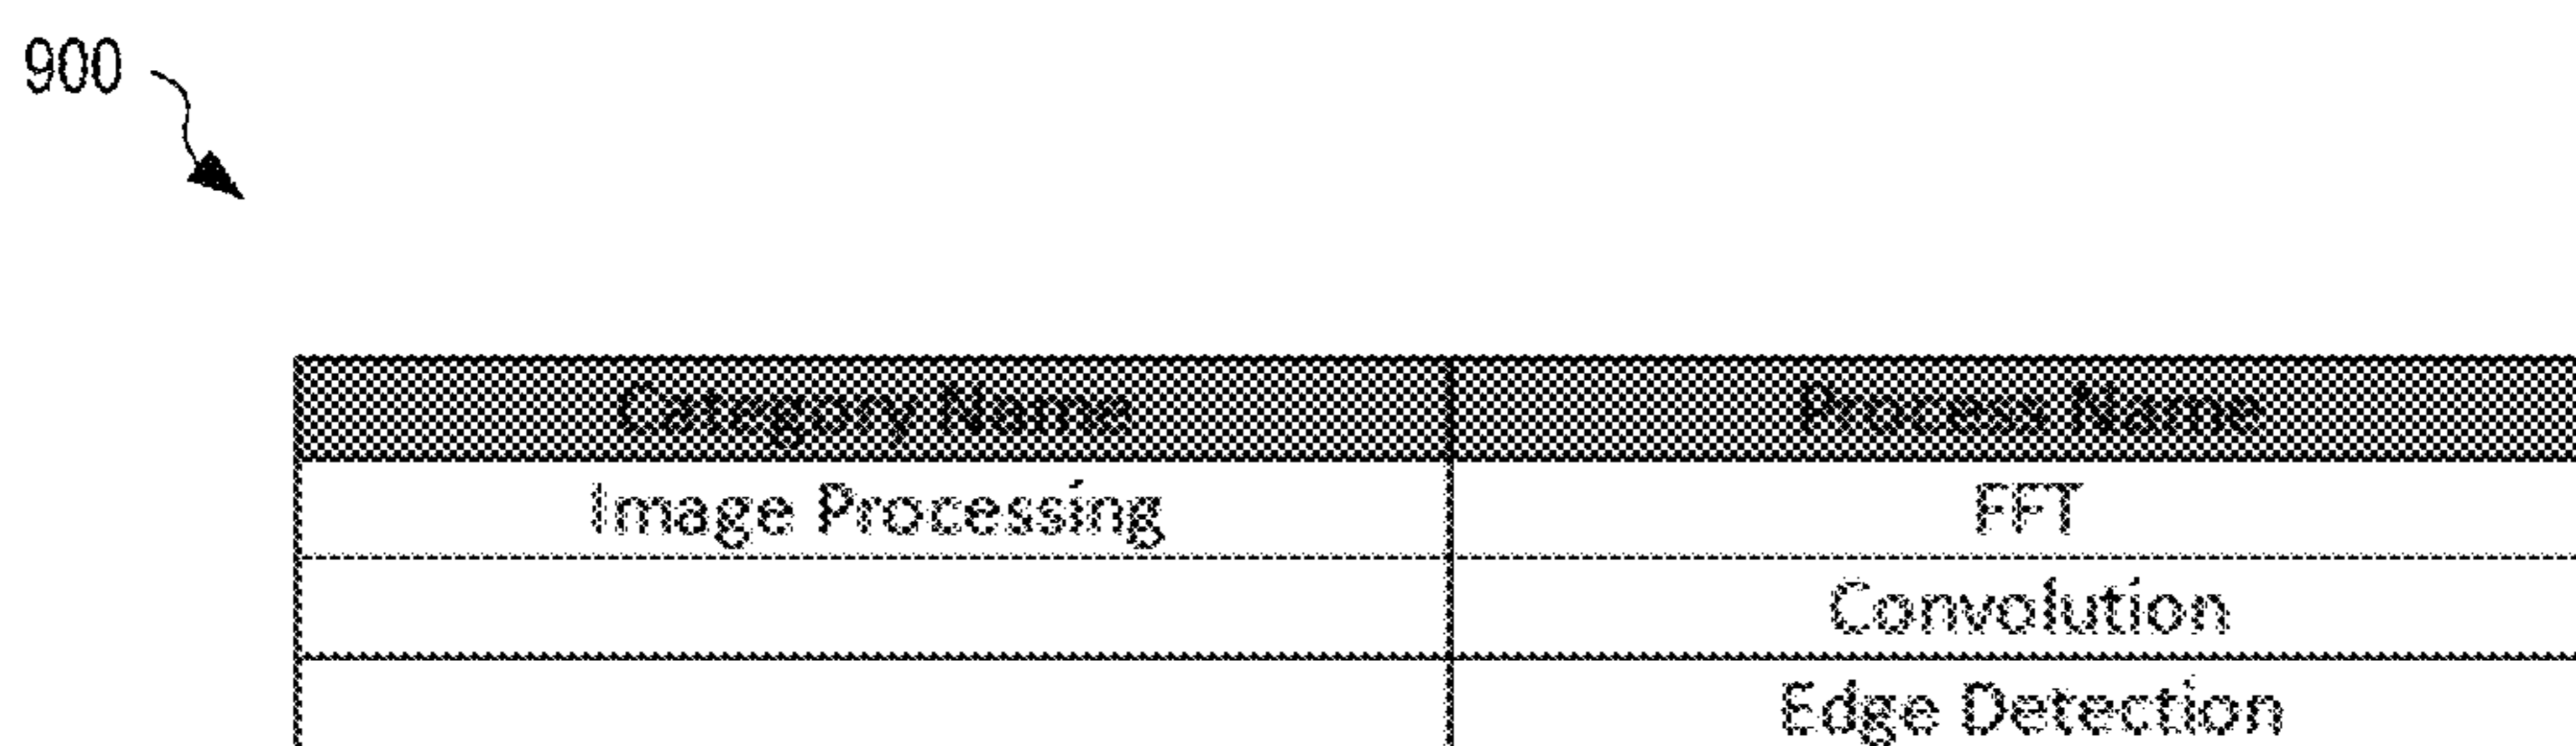 900
Category Name Process Name
Image Processing FFT
Convolution
Edge Detection